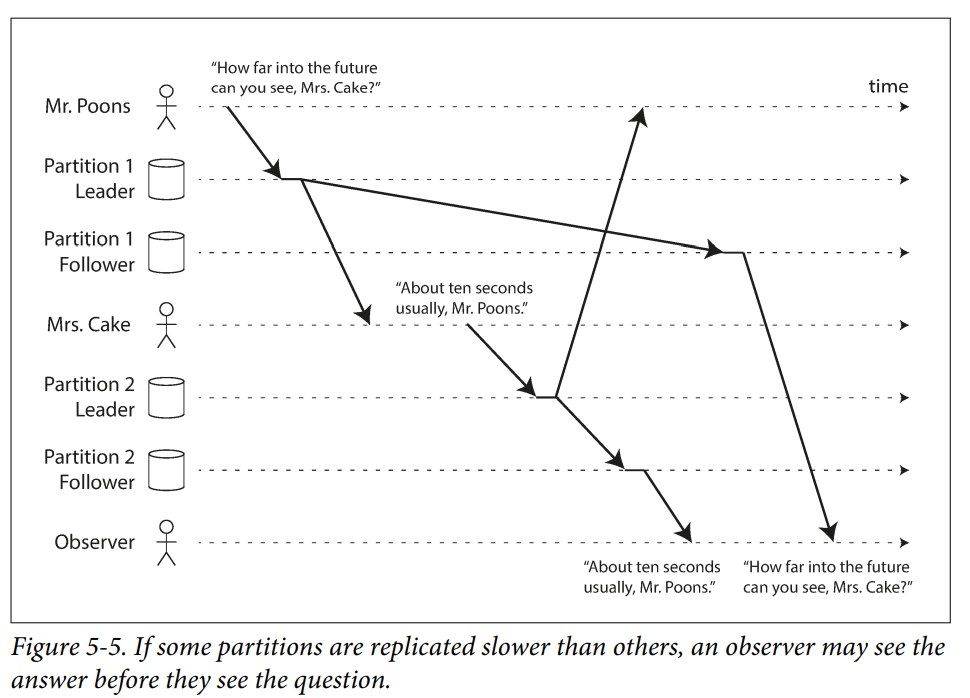 “How far into the future
can you see, Mrs. Cake?”
time
Mr. Poons
Partition 1
Leader
Partition 1
Follower
“About ten seconds
usually, Mr. Poons.”
Mrs. Cake
Partition 2
Leader
Partition 2
Follower
Observer
“About ten seconds
usually, Mr. Poons.”
“How far into the future
can you see, Mrs. Cake?”
Figure 5-5. If some partitions are replicated slower than others, an observer may see the
answer before they see the question.